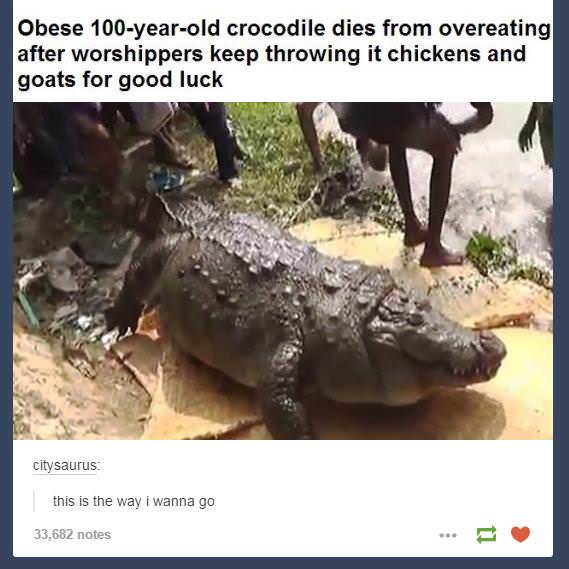 Obese 100-year-old crocodile dies from overeating
after worshippers keep throwing it chickens and
goats for good luck
citysaurus:
this is the way i wanna go
33,682 notes